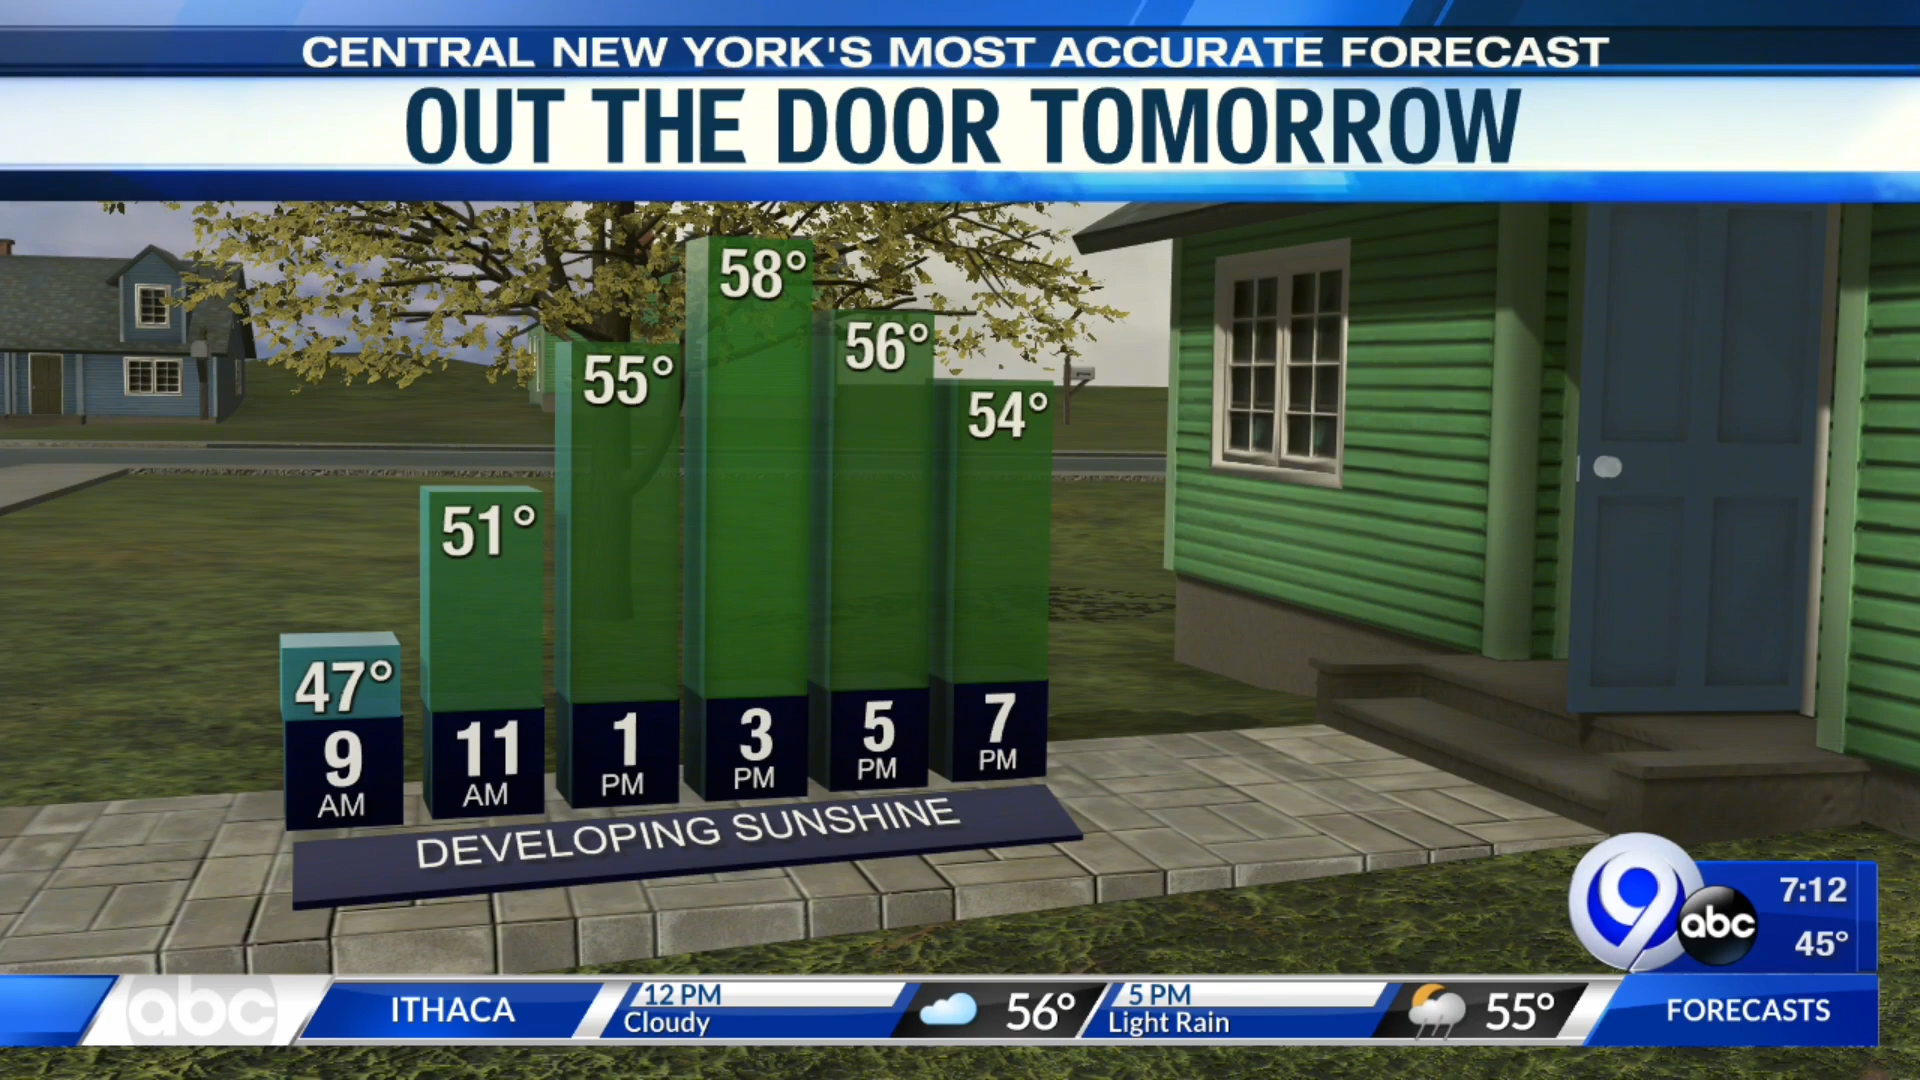 CENTRAL NEW YORK'S MOST ACCURATE FORECAST
OUT THE DOOR TOMORROW
47°
51°
55°
58°
56°
54°
9
AM
11
AM
1
PM
3
PM
5
PM
7
PM
DEVELOPING SUNSHINE
9
abc
7:12
45°
abc
ITHACA
12 PM
Cloudy
56°
5 PM
Light Rain
55°
FORECASTS